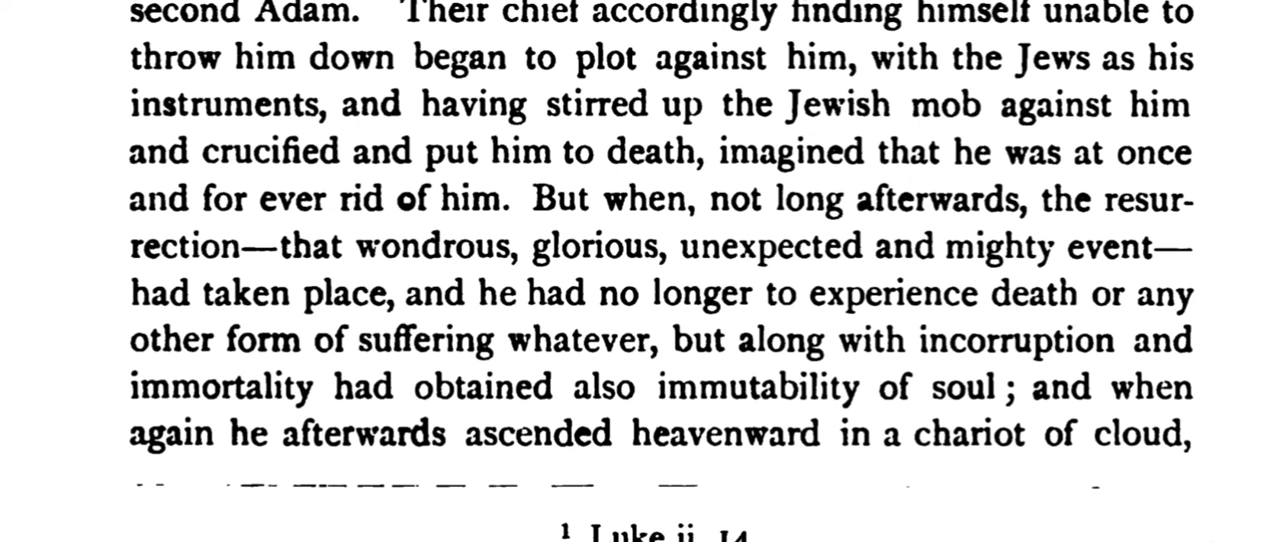 second Adam. Their chief accordingly finding himself unable to
throw him down began to plot against him, with the Jews as his
instruments, and having stirred up the Jewish mob against him
and crucified and put him to death, imagined that he was at once
and for ever rid of him. But when, not long afterwards, the resur-
rection—that wondrous, glorious, unexpected and mighty event—
had taken place, and he had no longer to experience death or any
other form of suffering whatever, but along with incorruption and
immortality had obtained also immutability of soul; and when
again he afterwards ascended heavenward in a chariot of cloud,
¹ Luke ii. 14